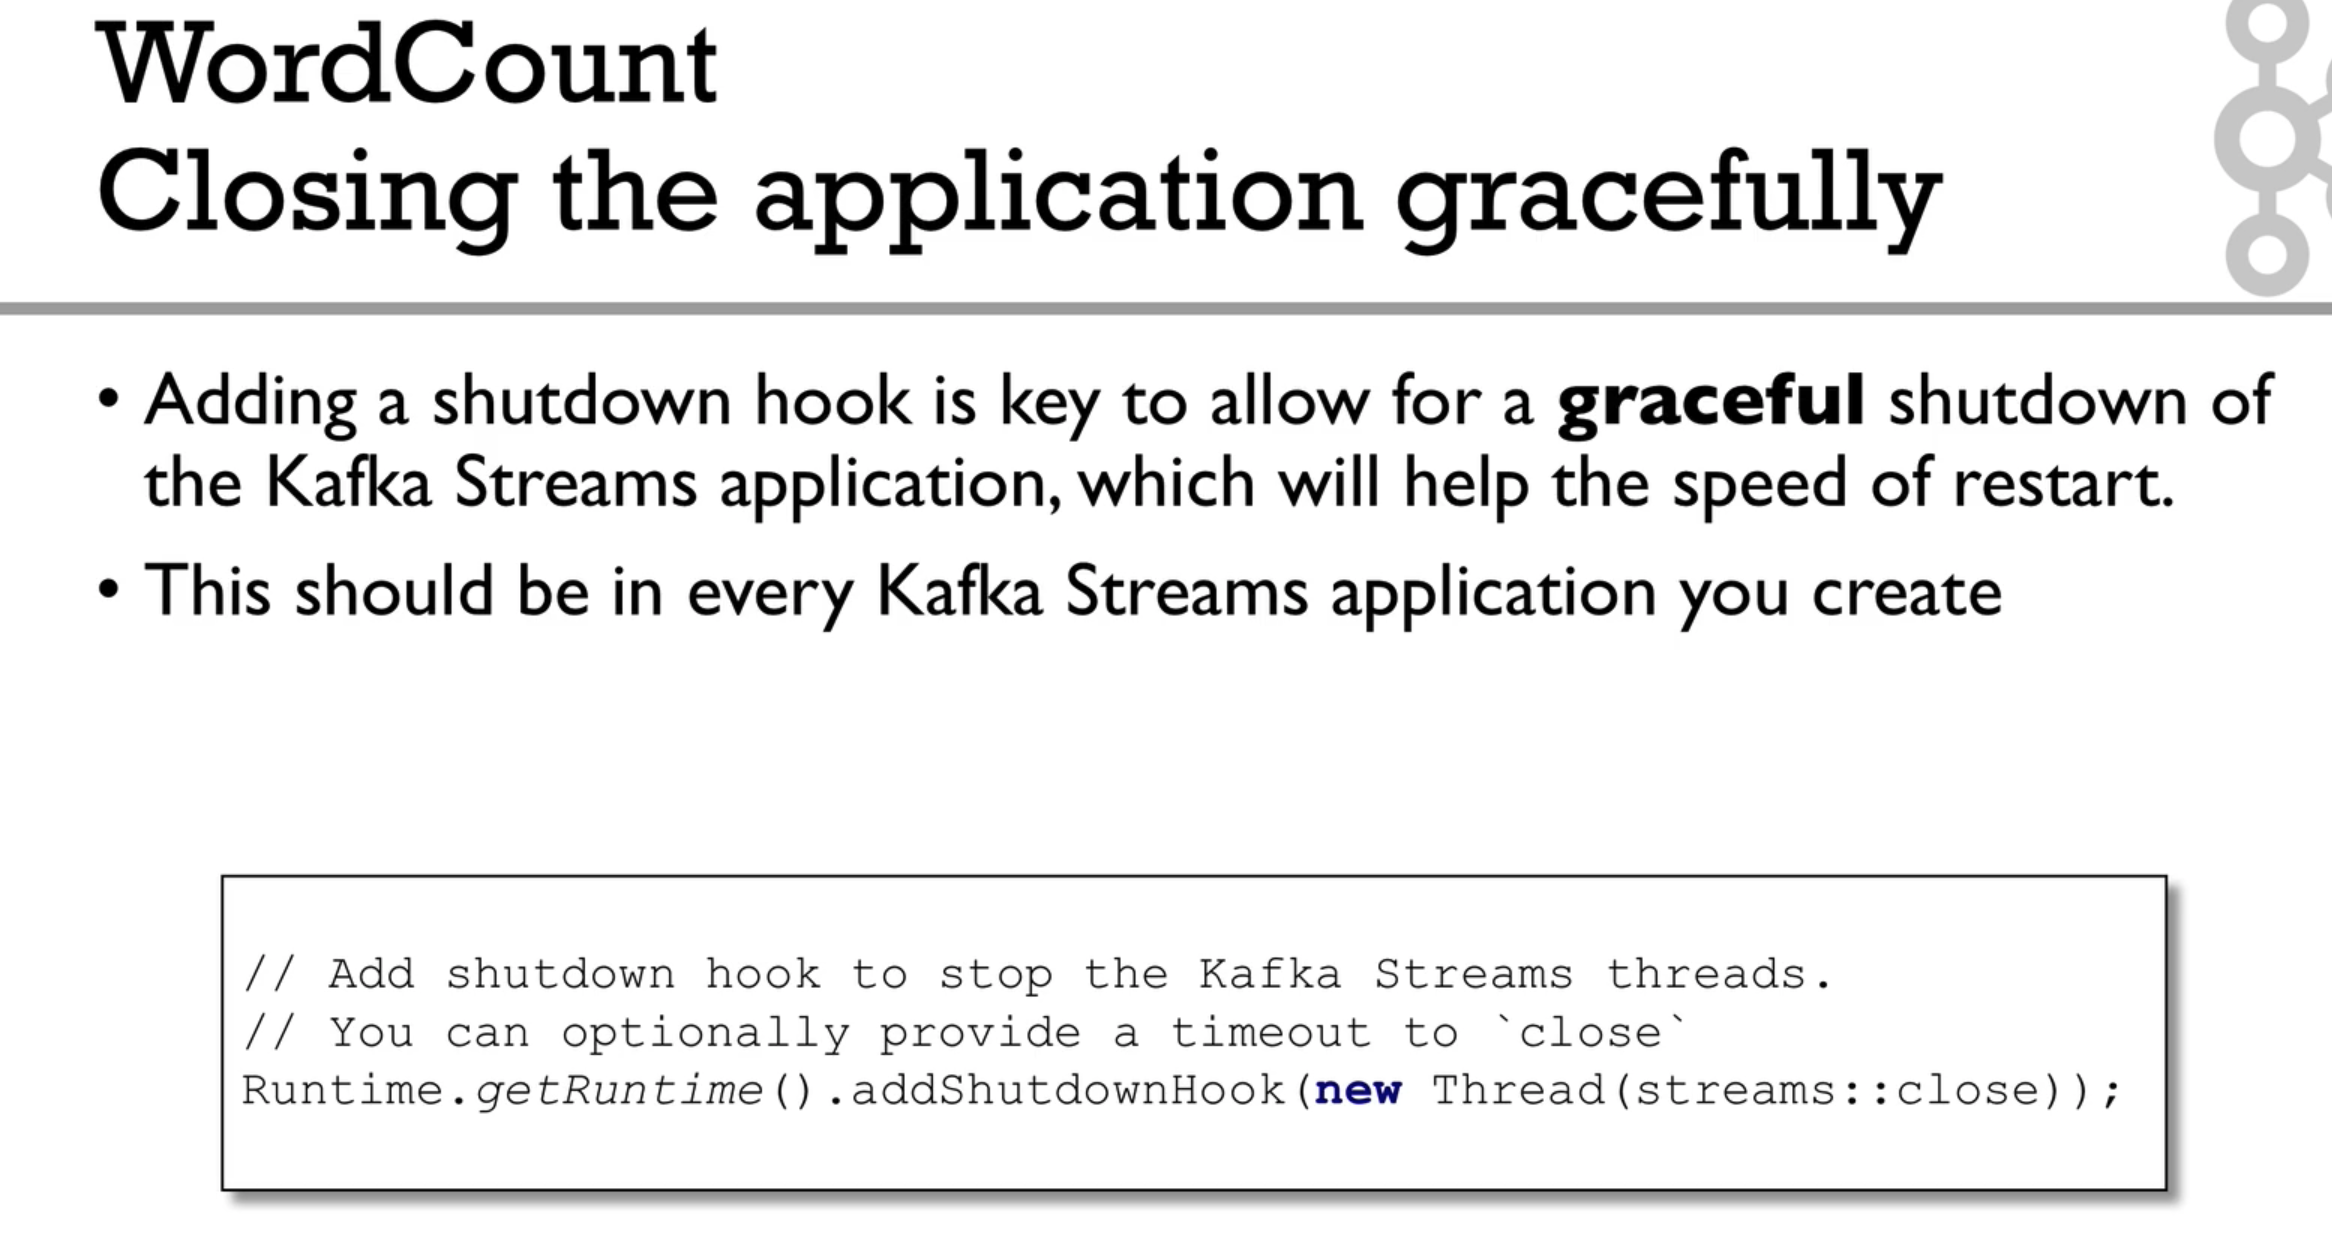 WordCount
Closing the application gracefully
• Adding a shutdown hook is key to allow for a graceful shutdown of
the Kafka Streams application, which will help the speed of restart.
• This should be in every Kafka Streams application you create
// Add shutdown hook to stop the Kafka Streams threads.
// You can optionally provide a timeout to `close`
Runtime.getRuntime().addShutdownHook(new Thread(streams::close));